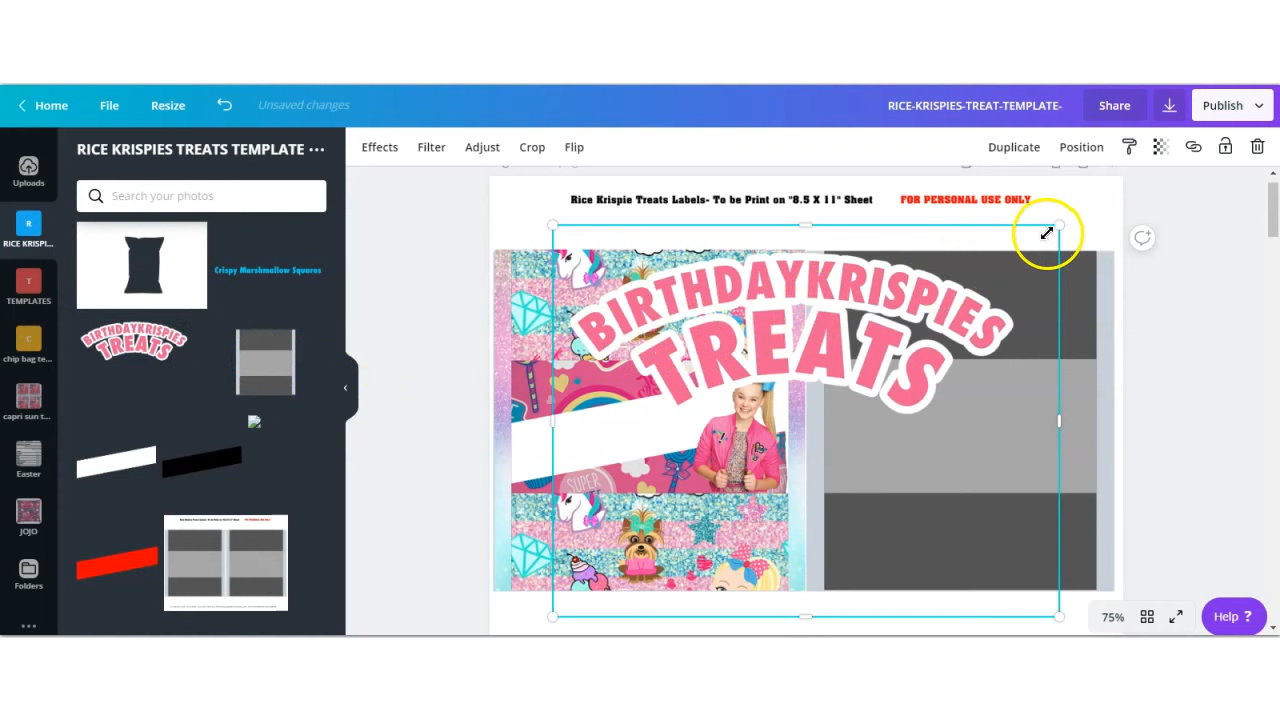 Home File Resize Unsaved changes RICE-KRISPIES-TREAT-TEMPLATE- Share Publish
RICE KRISPIES TREATS TEMPLATE
Effects Filter Adjust Crop Flip Duplicate Position
Uploads
Search your photos
Rice Krispie Treats Labels- To be Print on "8.5 X 11" Sheet FOR PERSONAL USE ONLY
R
RICE KRISPI...
Crispy Marshmallow Squares
T
TEMPLATES
BIRTHDAYKRISPIES
TREATS
BIRTHDAYKRISPIES
TREATS
C
chip bag te...
capri sun t...
Easter
SUPER
JOJO
Folders
75%
Help ?